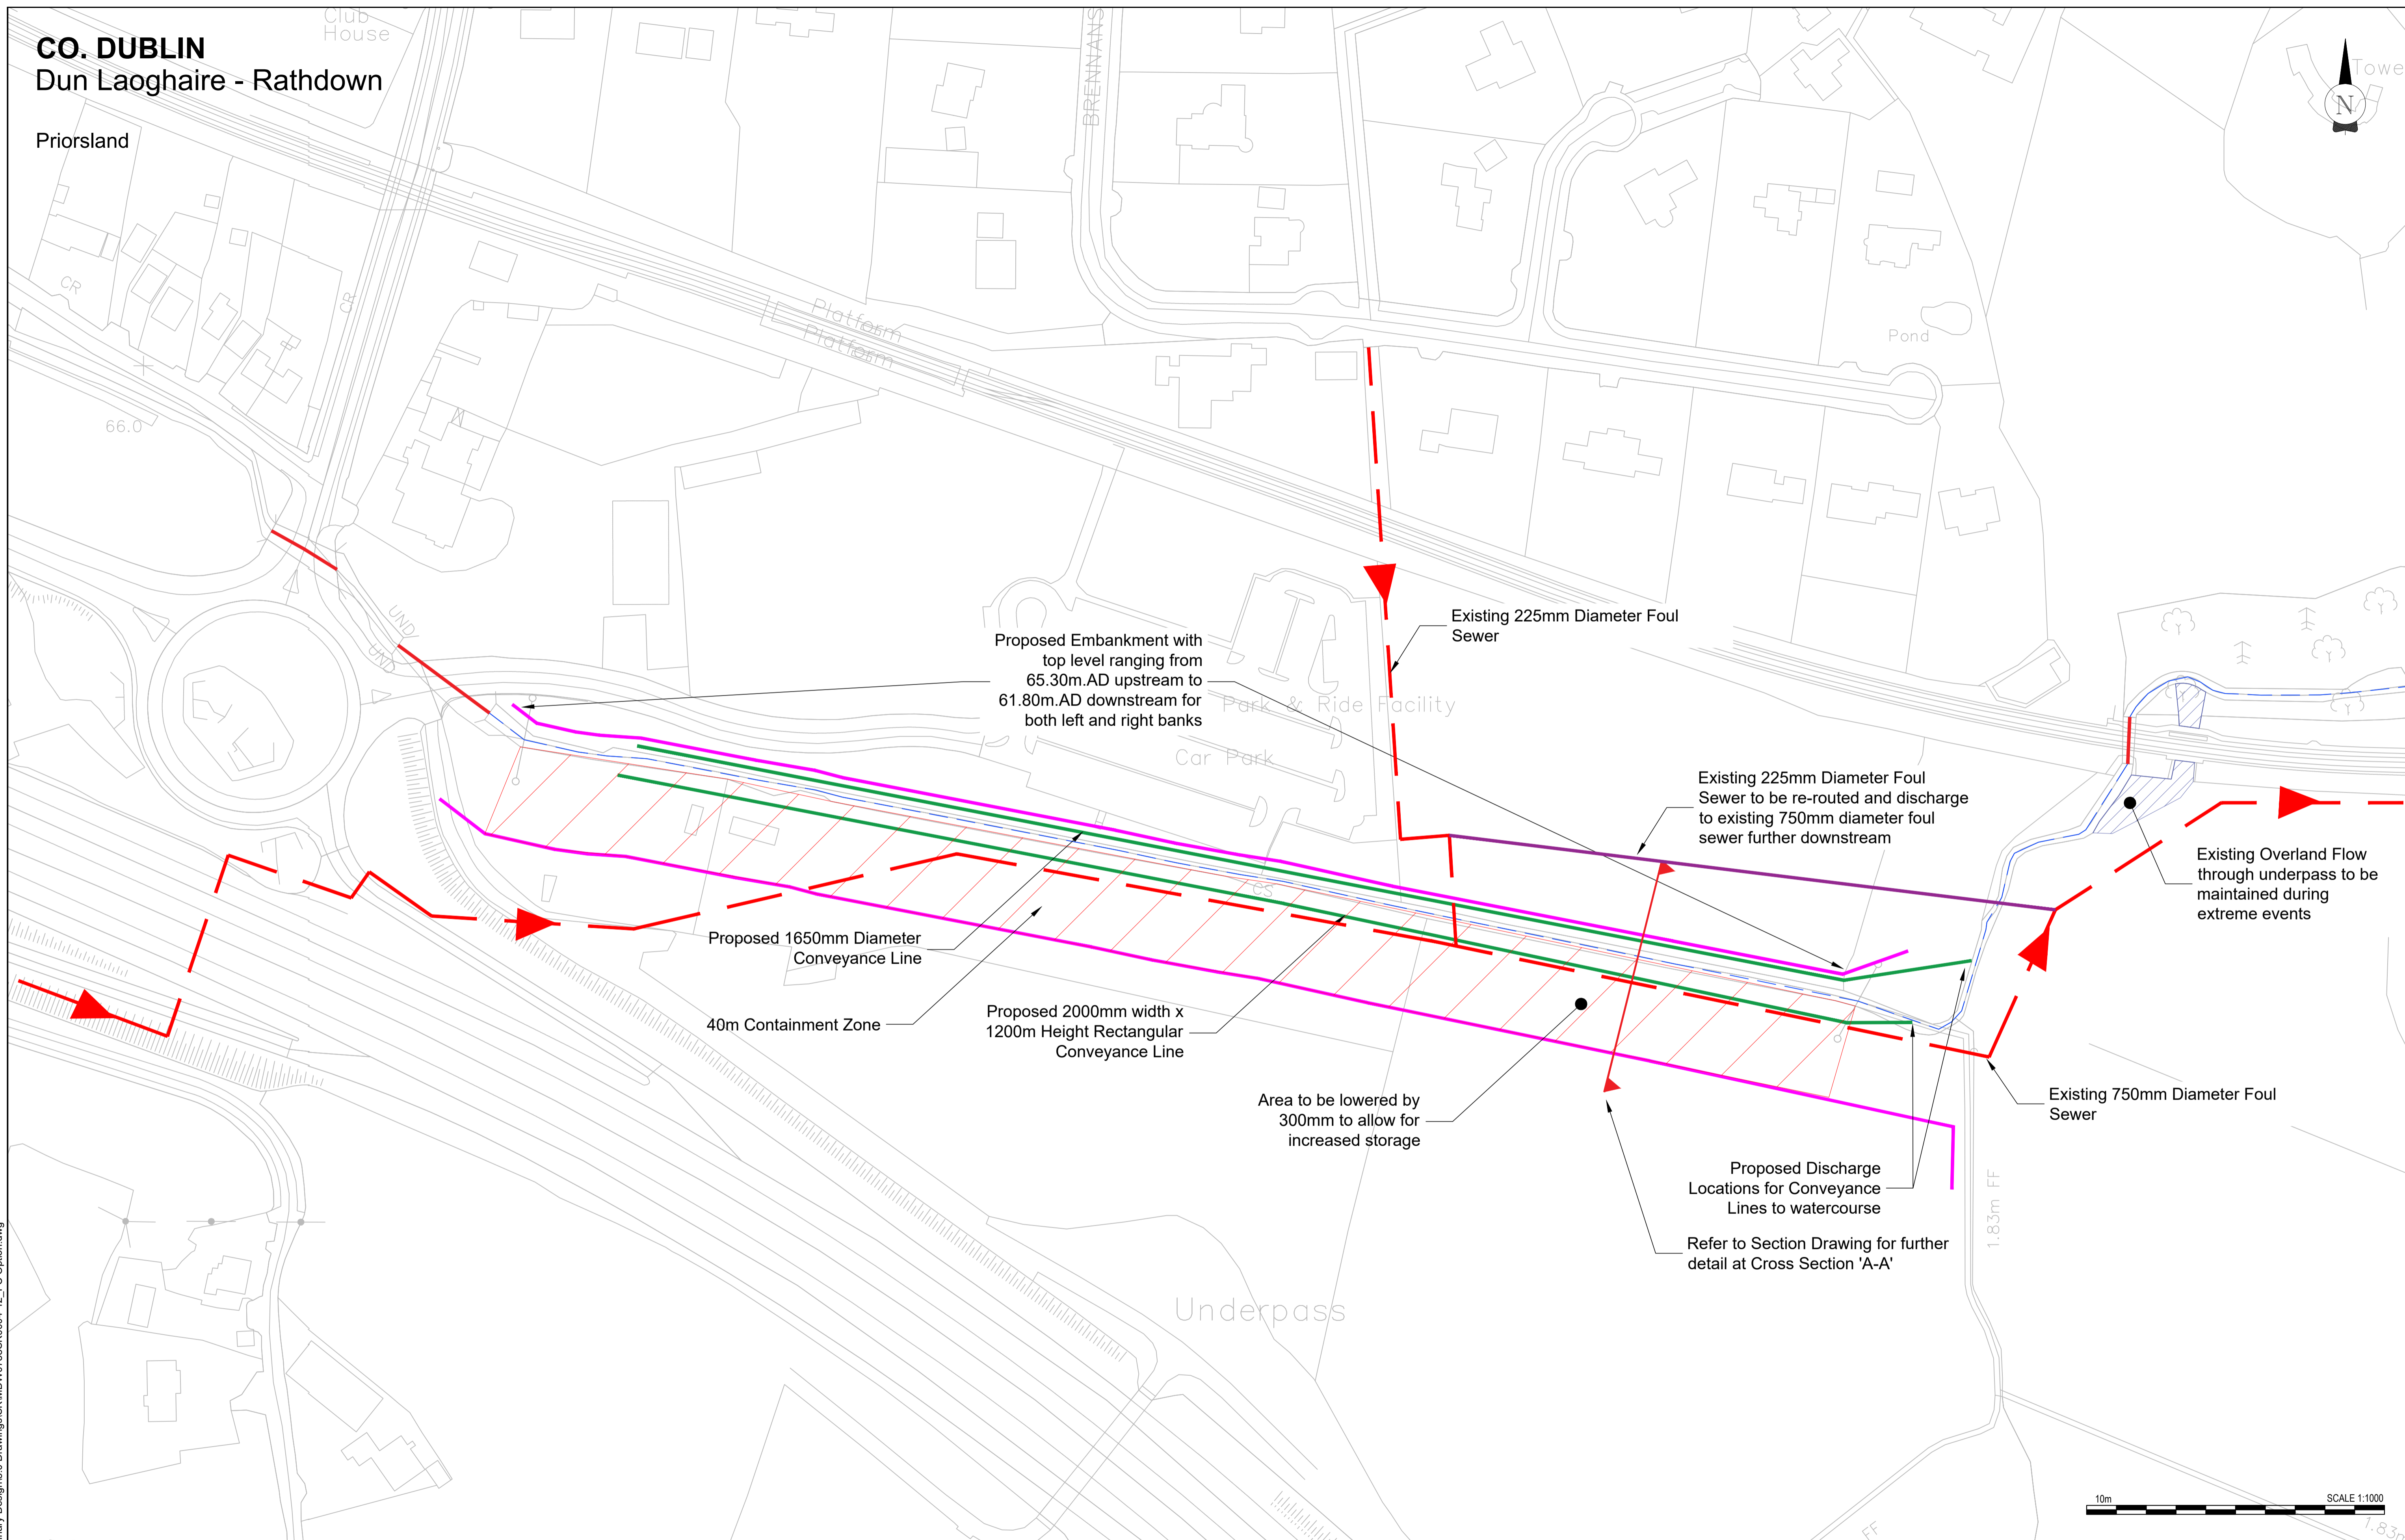 CO. DUBLIN
Dun Laoghaire - Rathdown
Priorsland
Club
House
BRENNANS
N
Towe
CR
CR
66.0
Platform
Platform
Pond
UND
UND
Existing 225mm Diameter Foul
Sewer
Proposed Embankment with
top level ranging from
65.30m.AD upstream to
61.80m.AD downstream for
both left and right banks
Park & Ride Facility
Car Park
Existing 225mm Diameter Foul
Sewer to be re-routed and discharge
to existing 750mm diameter foul
sewer further downstream
Existing Overland Flow
through underpass to be
maintained during
extreme events
CS
Proposed 1650mm Diameter
Conveyance Line
40m Containment Zone
Proposed 2000mm width x
1200m Height Rectangular
Conveyance Line
Area to be lowered by
300mm to allow for
increased storage
Existing 750mm Diameter Foul
Sewer
Proposed Discharge
Locations for Conveyance
Lines to watercourse
1.83m FF
Refer to Section Drawing for further
detail at Cross Section 'A-A'
Underpass
10m
SCALE 1:1000
FF